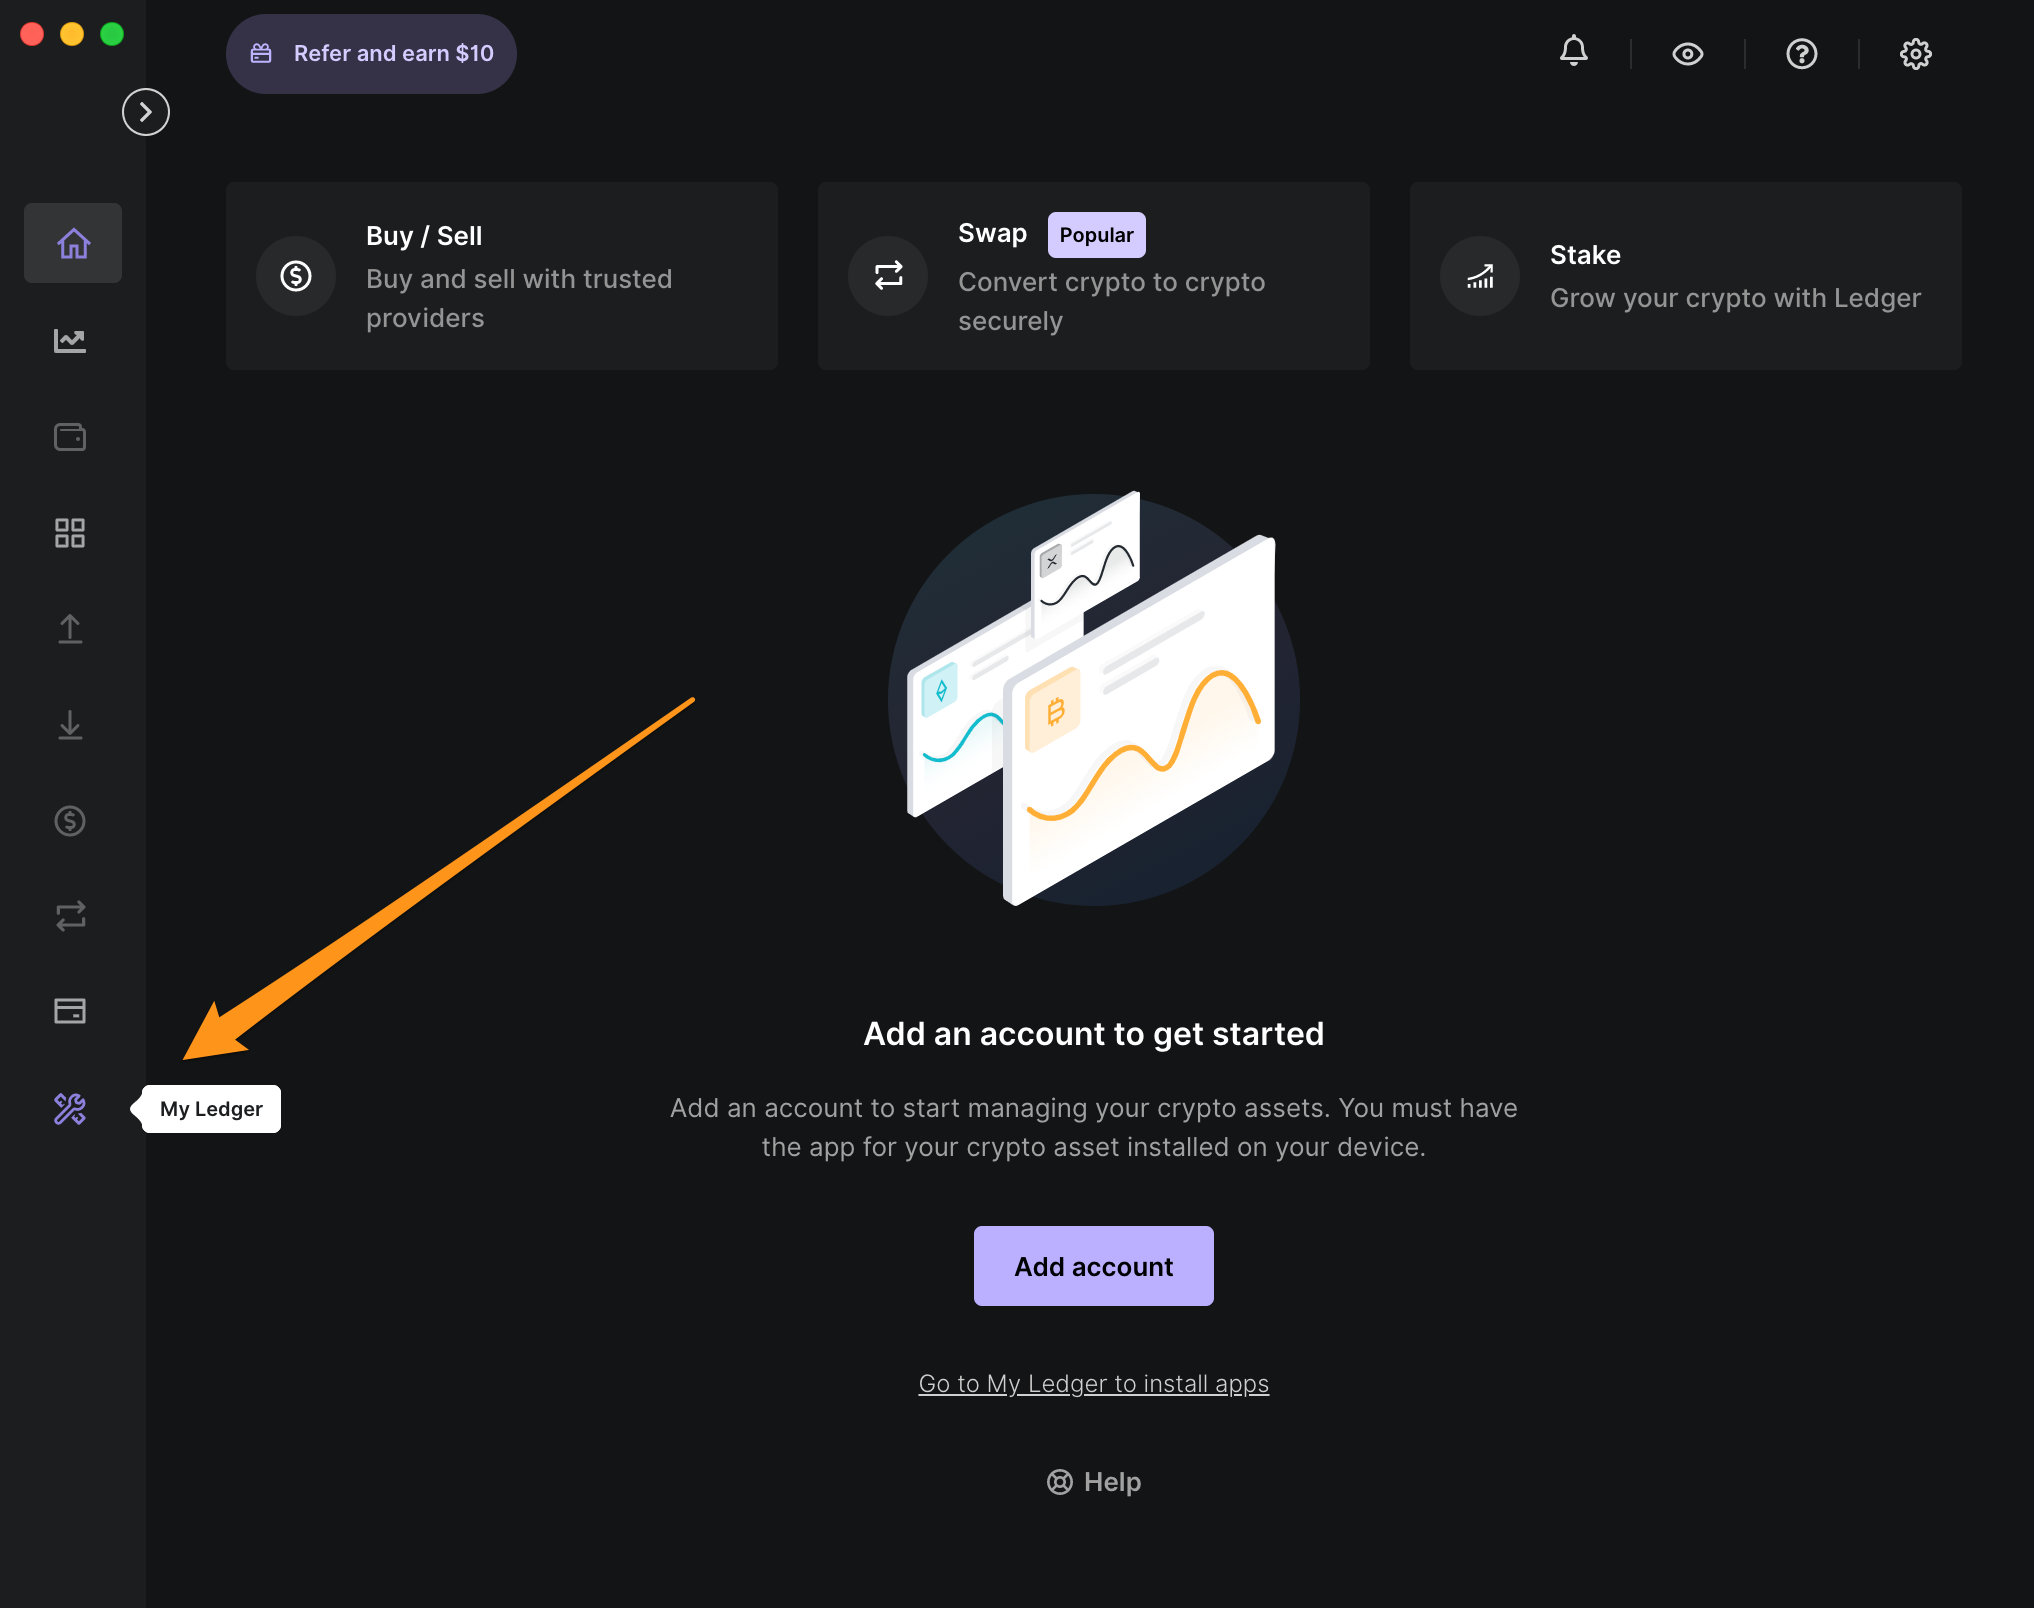 Refer and earn $10
Buy / Sell
Buy and sell with trusted
providers
Swap
Popular
Convert crypto to crypto
securely
Stake
Grow your crypto with Ledger
My Ledger
Add an account to get started
Add an account to start managing your crypto assets. You must have
the app for your crypto asset installed on your device.
Add account
Go to My Ledger to install apps
Help